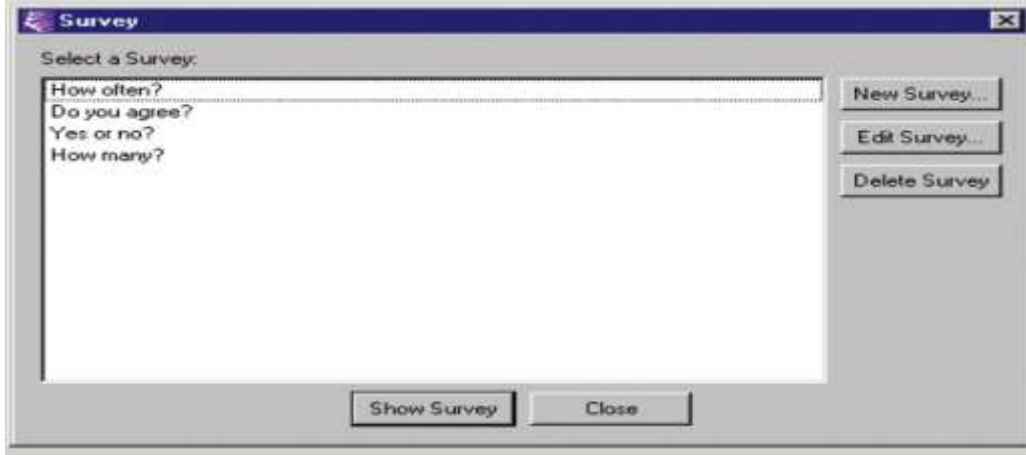 Survey
Select a Survey:
How often?
Do you agree?
Yes or no?
How many?
New Survey...
Edit Survey...
Delete Survey
Show Survey
Close